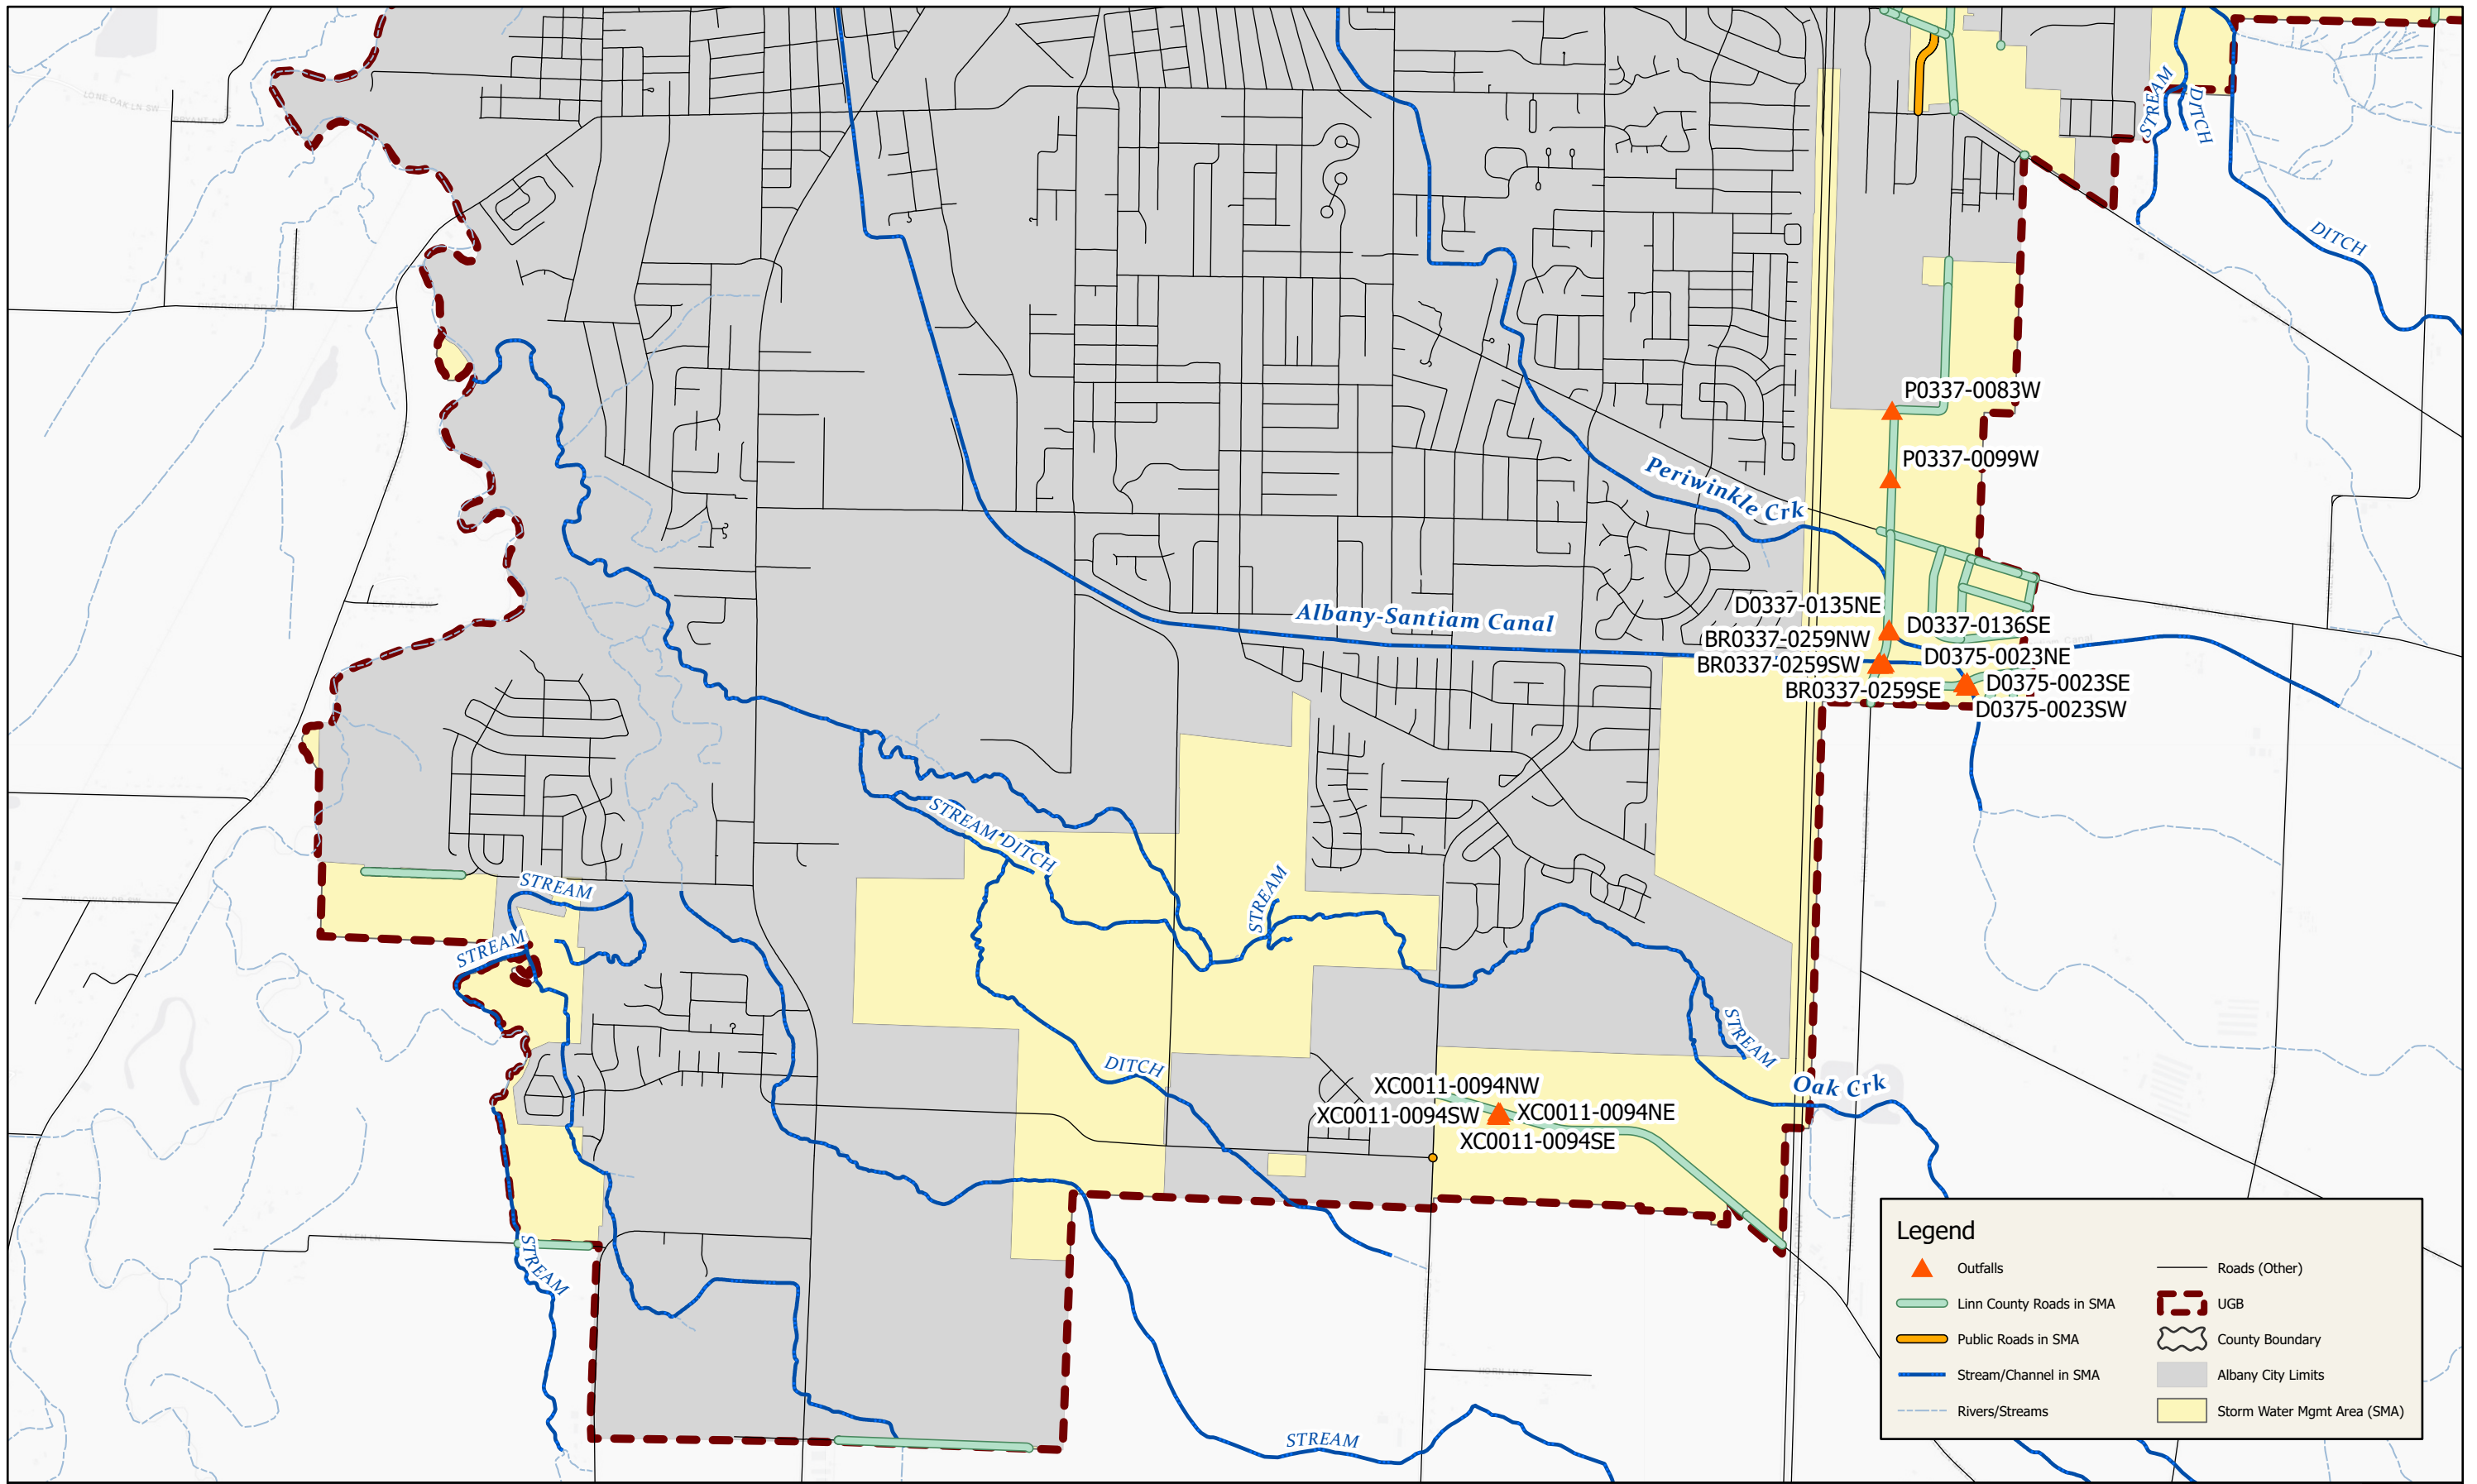 LONE OAK LN SW
STREAM
DITCH
DITCH
P0337-0083W
P0337-0099W
Periwinkle Crk
Albany-Santiam Canal
D0337-0135NE
D0337-0136SE
BR0337-0259NW
D0375-0023NE
BR0337-0259SW
D0375-0023SE
BR0337-0259SE
D0375-0023SW
STREAM
DITCH
STREAM
STREAM
STREAM
STREAM
DITCH
Oak Crk
XC0011-0094NW
XC0011-0094SW
XC0011-0094NE
XC0011-0094SE
STREAM
STREAM
Legend
Outfalls
Roads (Other)
Linn County Roads in SMA
UGB
Public Roads in SMA
County Boundary
Stream/Channel in SMA
Albany City Limits
Rivers/Streams
Storm Water Mgmt Area (SMA)